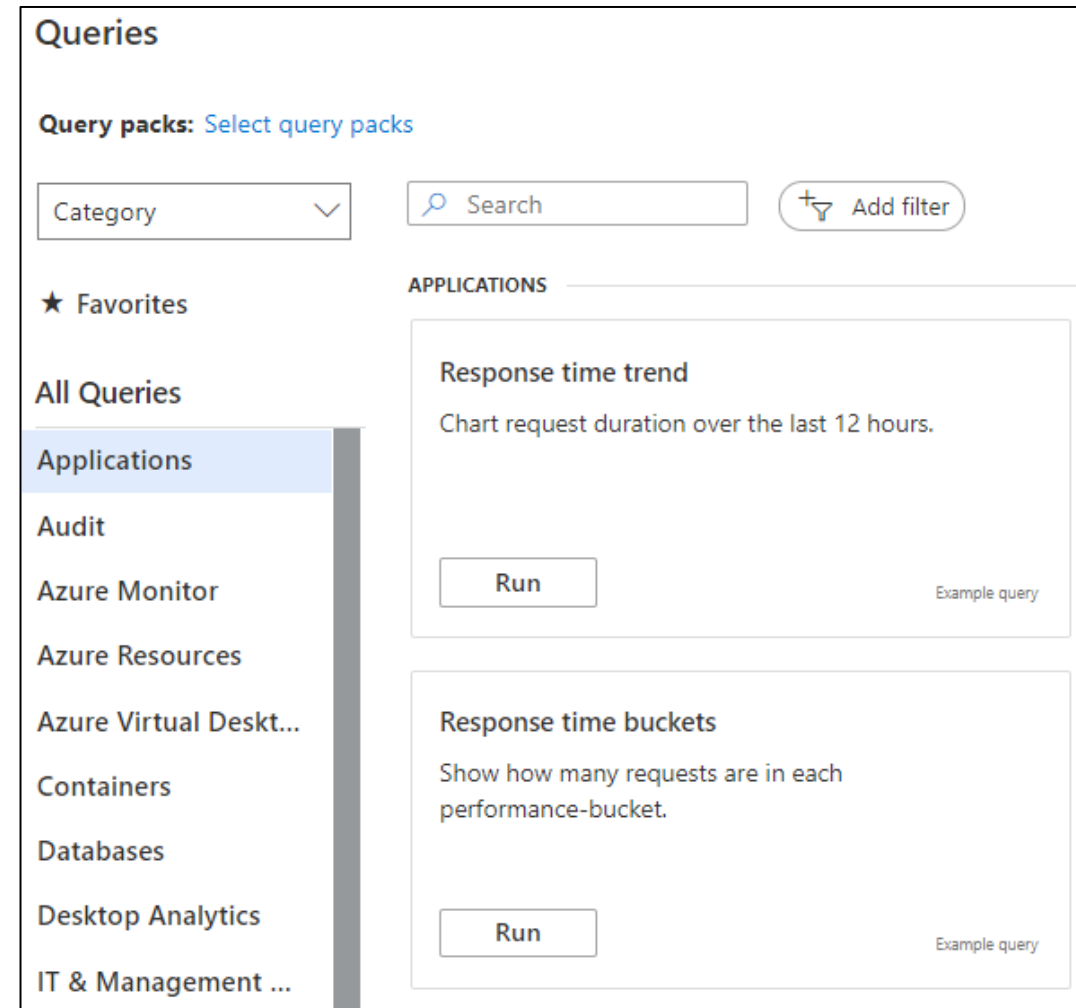 Queries
Query packs: Select query packs
Category
Search
Add filter
★ Favorites
All Queries
Applications
Audit
Azure Monitor
Azure Resources
Azure Virtual Deskt...
Containers
Databases
Desktop Analytics
IT & Management ...
APPLICATIONS
Response time trend
Chart request duration over the last 12 hours.
Run
Example query
Response time buckets
Show how many requests are in each
performance-bucket.
Run
Example query